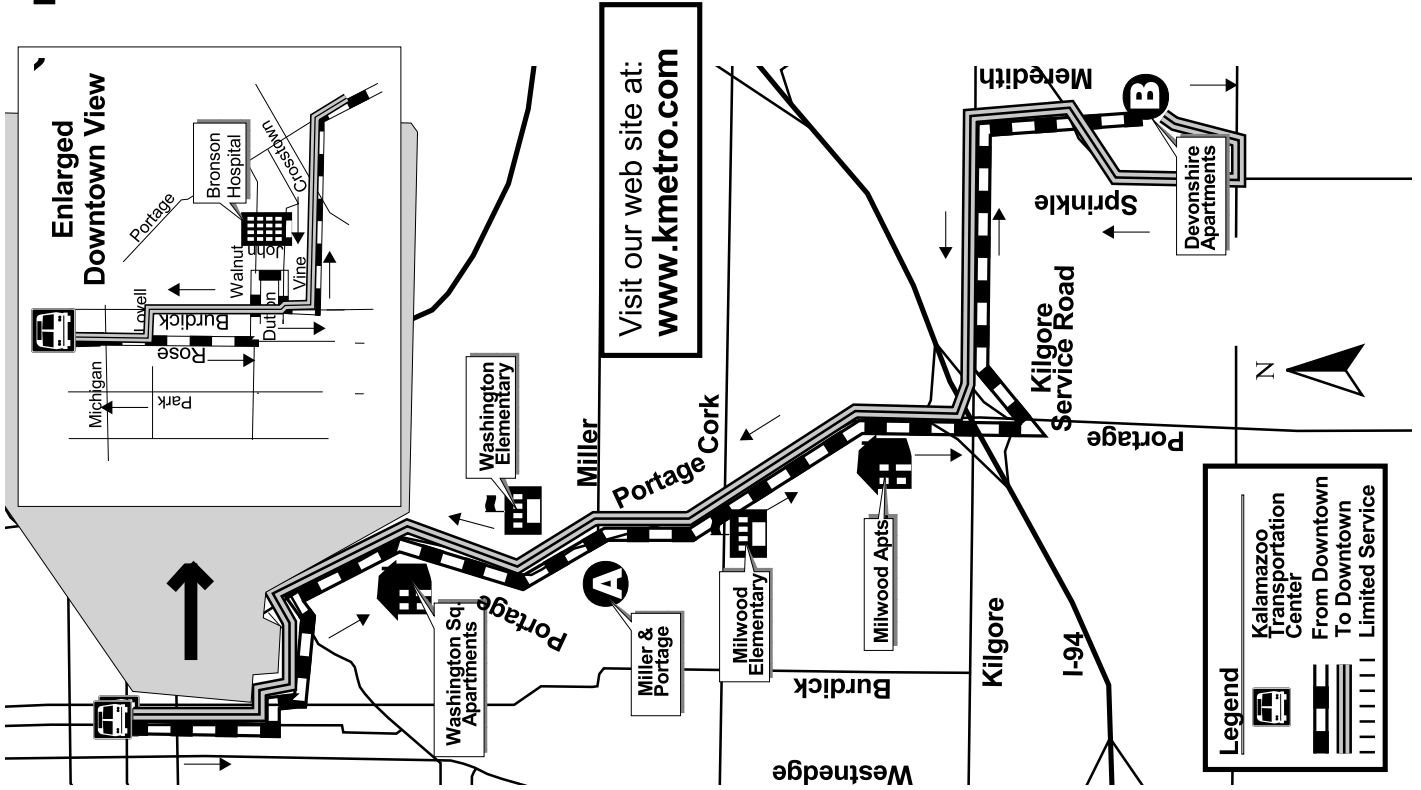 Enlarged
Downtown View
Portage
Bronson
Hospital
Crosstown
Walnut
John
Vine
Dutton
Lovell
Burdick
Rose
Michigan
Park
Visit our web site at:
www.kmetro.com
Meredith
B
Devonshire
Apartments
Sprinkle
Kilgore
Service Road
N
Portage
Washington
Elementary
Miller
Portage
Cork
A
Miller &
Portage
Portage
Washington Sq.
Apartments
Milwood
Elementary
Milwood Apts.
Burdick
Kilgore
I-94
Westnedge
Legend
Kalamazoo
Transportation
Center
From Downtown
To Downtown
Limited Service